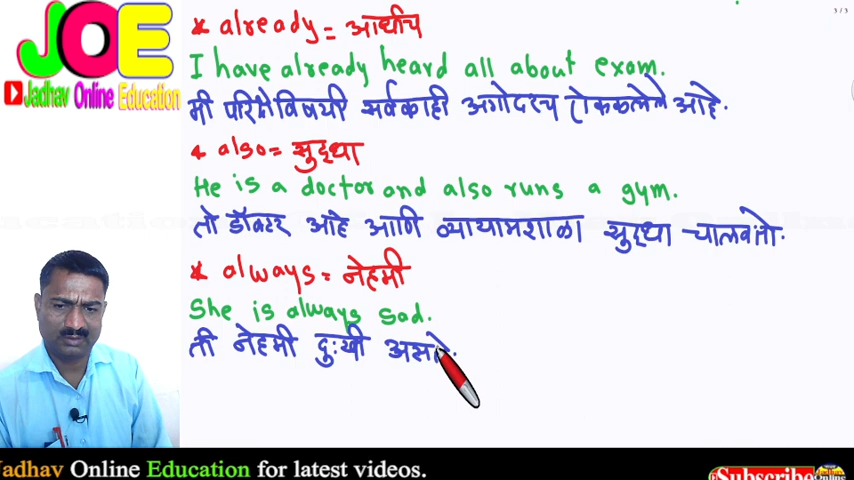 JOE
Jadhav Online Education
3/3
* already = आधीच
I have already heard all about exam.
मी परिक्षेविषयी सर्वकाही अगोदरच ऐकलेले आहे.
* also = सुद्धा
He is a doctor and also runs a gym.
तो डॉक्टर आहे आणि व्यायामशाळा सुद्धा चालवतो.
* always = नेहमी
She is always sad.
ती नेहमी दुःखी असते.
Jadhav Online Education for latest videos.
Subscribe